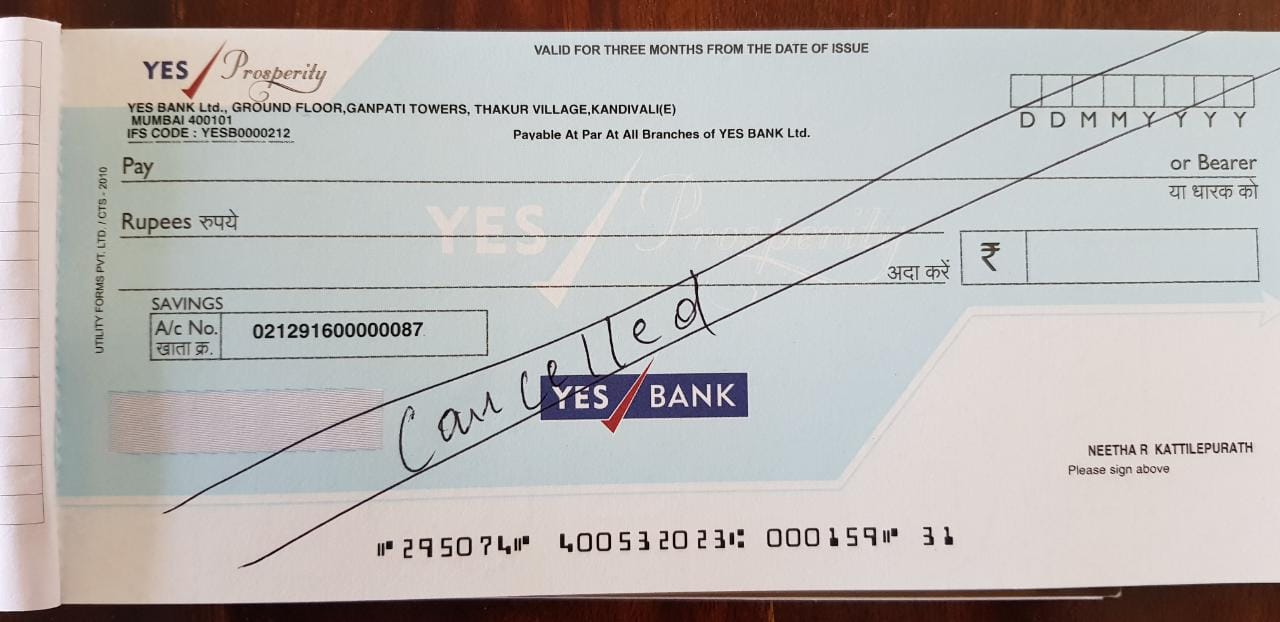 VALID FOR THREE MONTHS FROM THE DATE OF ISSUE
YES Prosperity
YES BANK Ltd., GROUND FLOOR,GANPATI TOWERS, THAKUR VILLAGE,KANDIVALI(E)
MUMBAI 400101
IFS CODE : YESB0000212
Payable At Par At All Branches of YES BANK Ltd.
D D M M Y Y Y Y
Pay
or Bearer
या धारक को
Rupees रुपये
YES Prosperity
अदा करें
₹
UTILITY FORMS PVT. LTD. / CTS - 2010
SAVINGS
A/c No. 021291600000087
खाता क्र.
Cancelled
YES BANK
NEETHA R KATTILEPURATH
Please sign above
⑈295074⑈ 400532023⑆ 000159⑈ 31